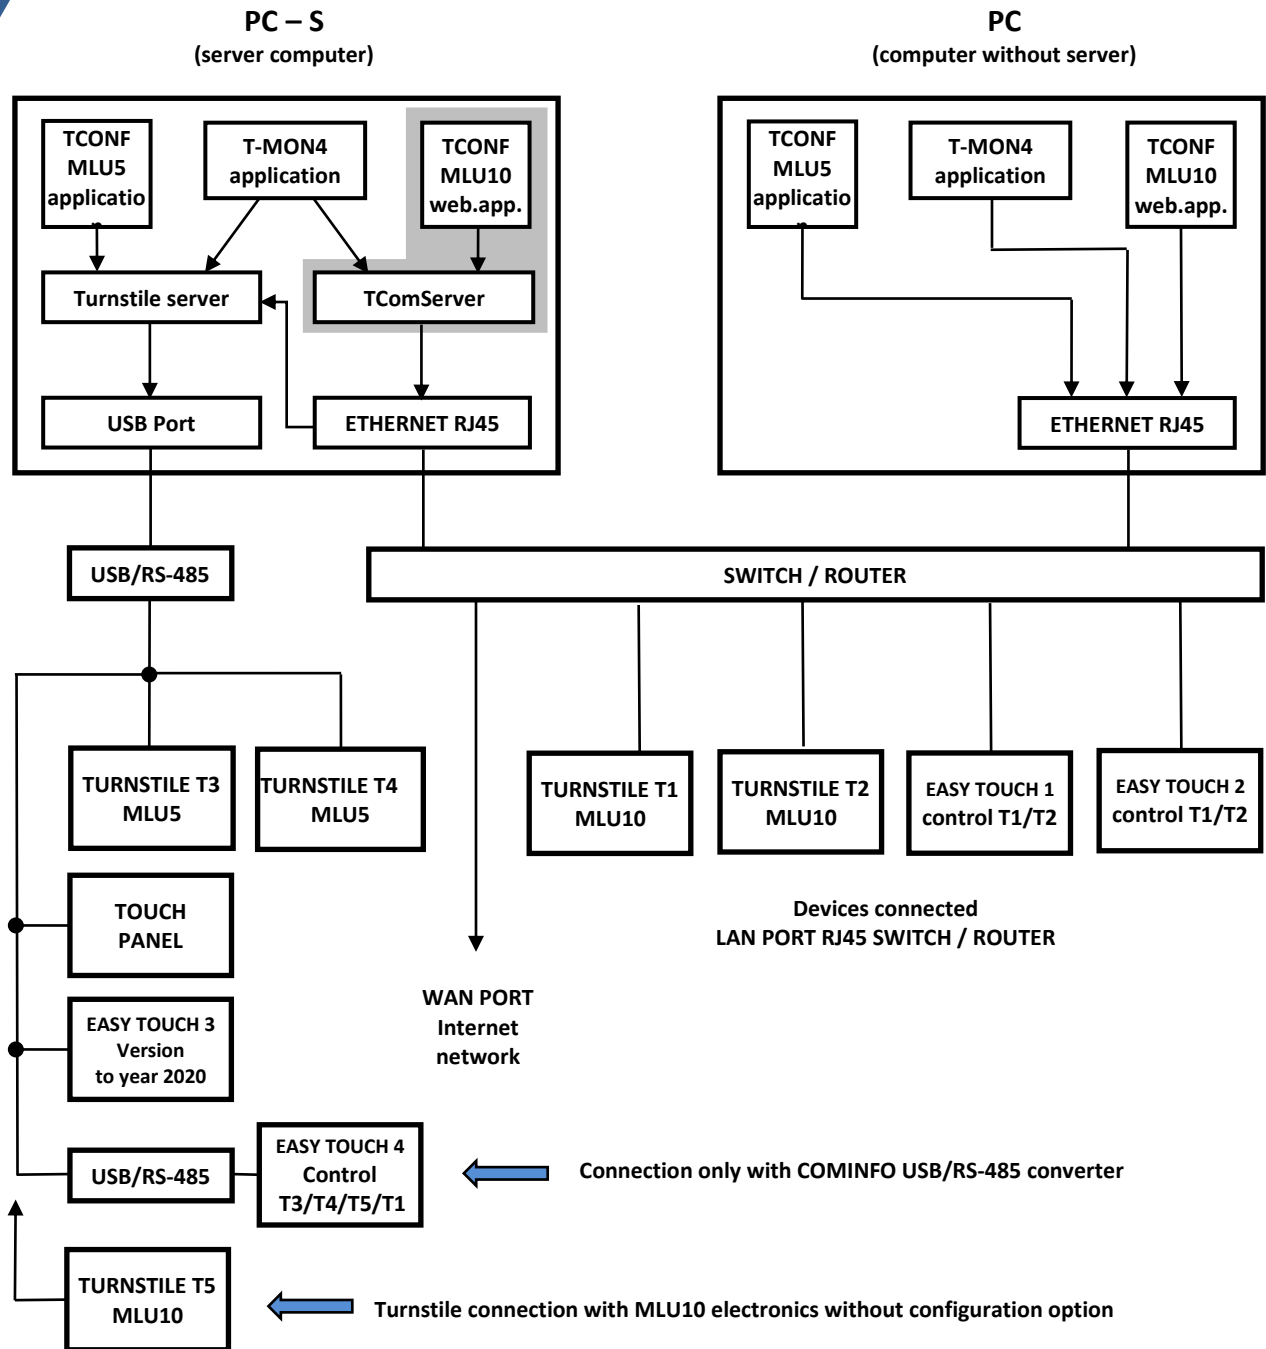 PC – S
(server computer)
PC
(computer without server)
TCONF
MLU5
applicatio
T-MON4
application
TCONF
MLU10
web.app.
Turnstile server
TComServer
USB Port
ETHERNET RJ45
TCONF
MLU5
applicatio
T-MON4
application
TCONF
MLU10
web.app.
ETHERNET RJ45
USB/RS-485
SWITCH / ROUTER
TURNSTILE T3
MLU5
TURNSTILE T4
MLU5
TURNSTILE T1
MLU10
TURNSTILE T2
MLU10
EASY TOUCH 1
control T1/T2
EASY TOUCH 2
control T1/T2
TOUCH
PANEL
Devices connected
LAN PORT RJ45 SWITCH / ROUTER
WAN PORT
Internet
network
EASY TOUCH 3
Version
to year 2020
USB/RS-485
EASY TOUCH 4
Control
T3/T4/T5/T1
Connection only with COMINFO USB/RS-485 converter
TURNSTILE T5
MLU10
Turnstile connection with MLU10 electronics without configuration option